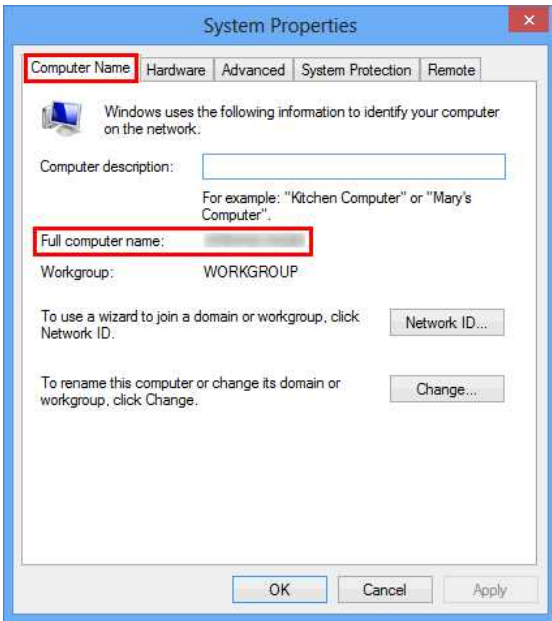 System Properties
Computer Name Hardware Advanced System Protection Remote
Windows uses the following information to identify your computer
on the network.
Computer description:
For example: "Kitchen Computer" or "Mary's
Computer".
Full computer name:
Workgroup: WORKGROUP
To use a wizard to join a domain or workgroup, click
Network ID.
Network ID...
To rename this computer or change its domain or
workgroup, click Change.
Change...
OK Cancel Apply